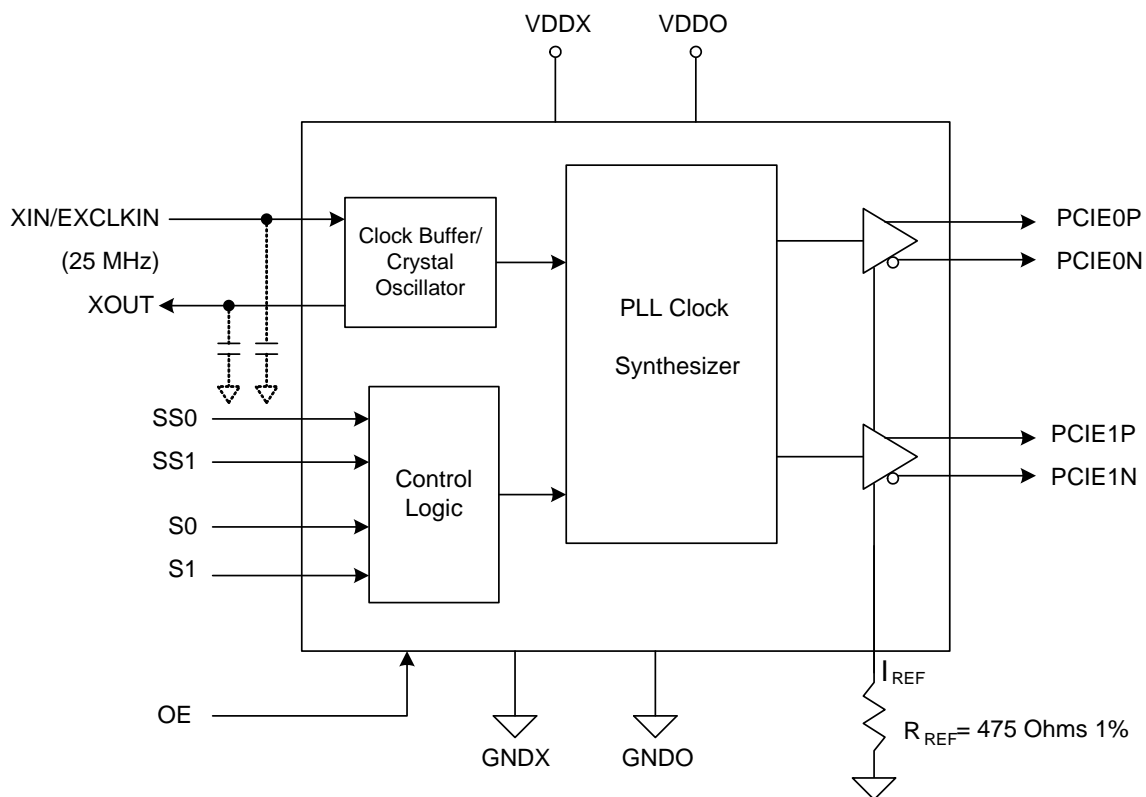 VDDX
VDDO
XIN/EXCLKIN
(25 MHz)
XOUT
Clock Buffer/
Crystal
Oscillator
PLL Clock
Synthesizer
PCIE0P
PCIE0N
SS0
SS1
S0
S1
Control
Logic
PCIE1P
PCIE1N
OE
GNDX
GNDO
IREF
RREF= 475 Ohms 1%